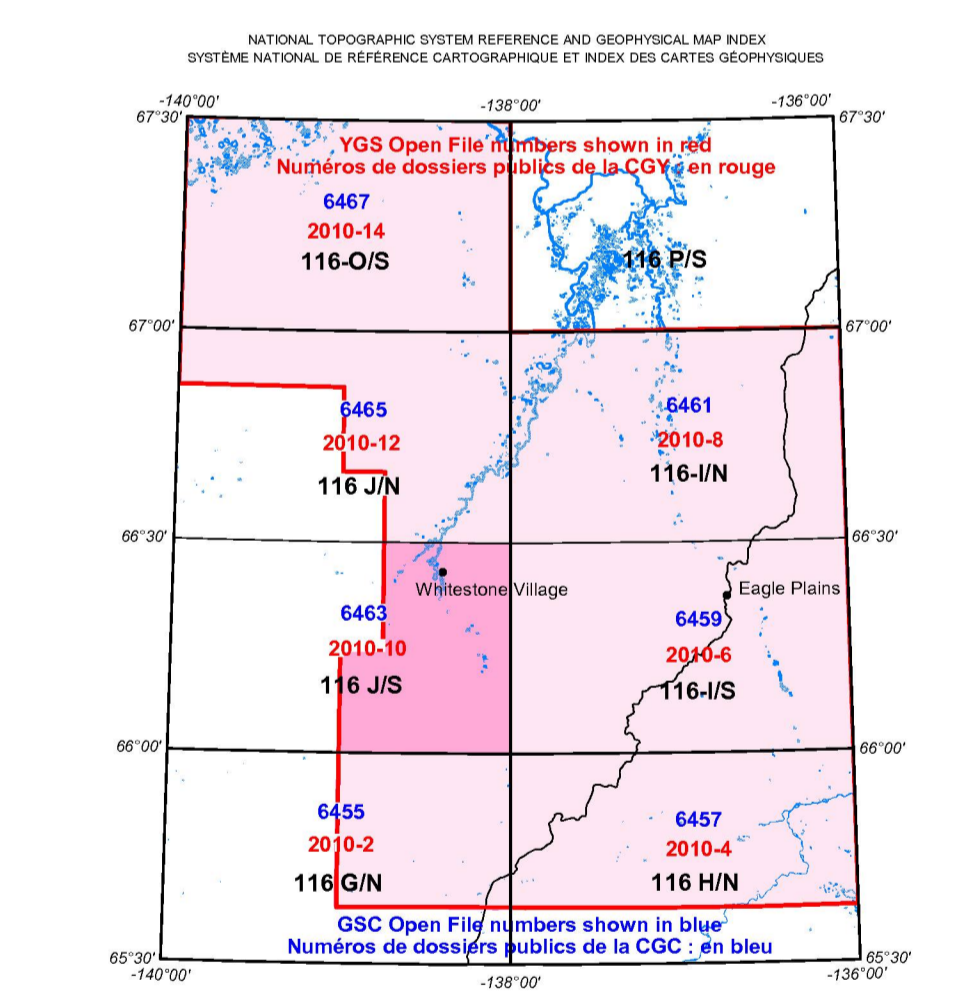 NATIONAL TOPOGRAPHIC SYSTEM REFERENCE AND GEOPHYSICAL MAP INDEX
SYSTÈME NATIONAL DE RÉFÉRENCE CARTOGRAPHIQUE ET INDEX DES CARTES GÉOPHYSIQUES
-140°00' -138°00' -136°00'
67°30' 67°30'
YGS Open File numbers shown in red
Numéros de dossiers publics de la CGY : en rouge
6467
2010-14
116-O/S 116 P/S
67°00' 67°00'
6465 6461
2010-12 2010-8
116 J/N 116-I/N
66°30' 66°30'
Whitestone Village Eagle Plains
6463 6459
2010-10 2010-6
116 J/S 116-I/S
66°00' 66°00'
6455 6457
2010-2 2010-4
116 G/N 116 H/N
GSC Open File numbers shown in blue
Numéros de dossiers publics de la CGC : en bleu
65°30' 65°30'
-140°00' -138°00' -136°00'